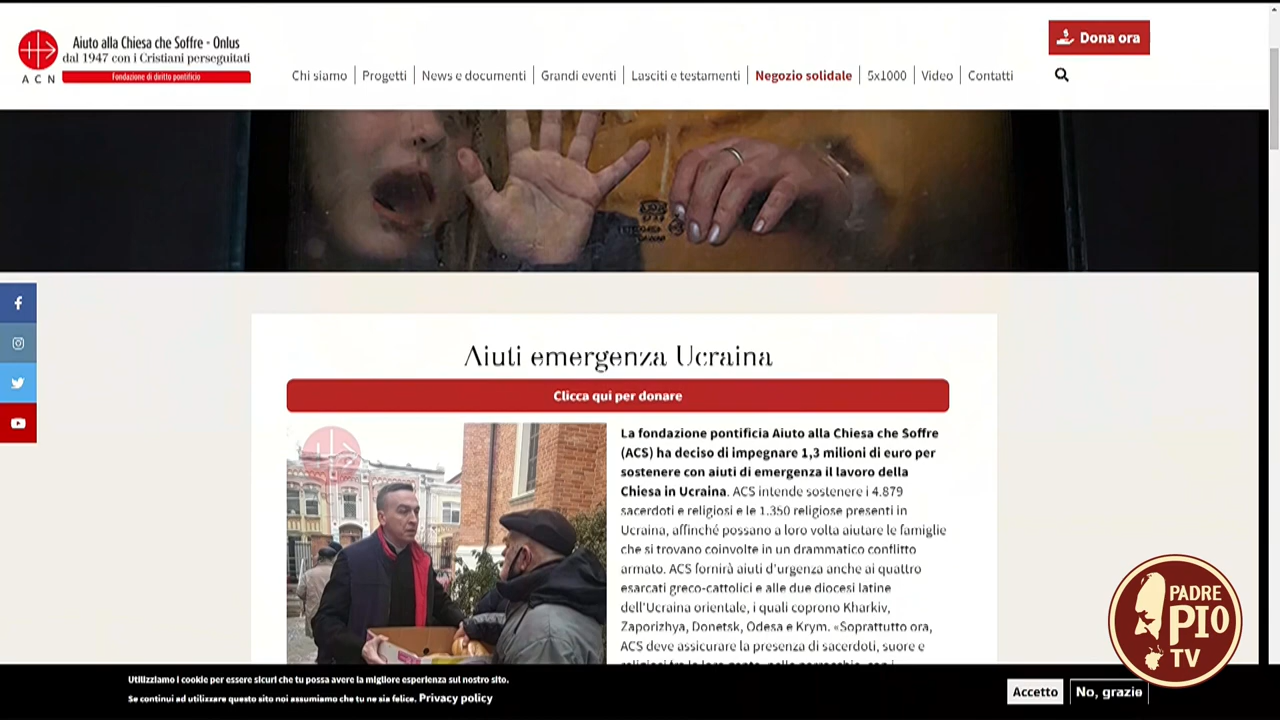 Aiuto alla Chiesa che Soffre - Onlus
dal 1947 con i Cristiani perseguitati
Fondazione di diritto pontificio
ACN
Dona ora
Chi siamo
Progetti
News e documenti
Grandi eventi
Lasciti e testamenti
Negozio solidale
5x1000
Video
Contatti
Aiuti emergenza Ucraina
Clicca qui per donare
La fondazione pontificia Aiuto alla Chiesa che Soffre
(ACS) ha deciso di impegnare 1,3 milioni di euro per
sostenere con aiuti di emergenza il lavoro della
Chiesa in Ucraina. ACS intende sostenere i 4.879
sacerdoti e religiosi e le 1.350 religiose presenti in
Ucraina, affinché possano a loro volta aiutare le famiglie
che si trovano coinvolte in un drammatico conflitto
armato. ACS fornirà aiuti d'urgenza anche ai quattro
esarcati greco-cattolici e alle due diocesi latine
dell'Ucraina orientale, i quali coprono Kharkiv,
Zaporizhya, Donetsk, Odesa e Krym. «Soprattutto ora,
ACS deve assicurare la presenza di sacerdoti, suore e
PADRE
PIO
TV
Utilizziamo i cookie per essere sicuri che tu possa avere la migliore esperienza sul nostro sito.
Se continui ad utilizzare questo sito noi assumiamo che tu ne sia felice. Privacy policy
Accetto
No, grazie